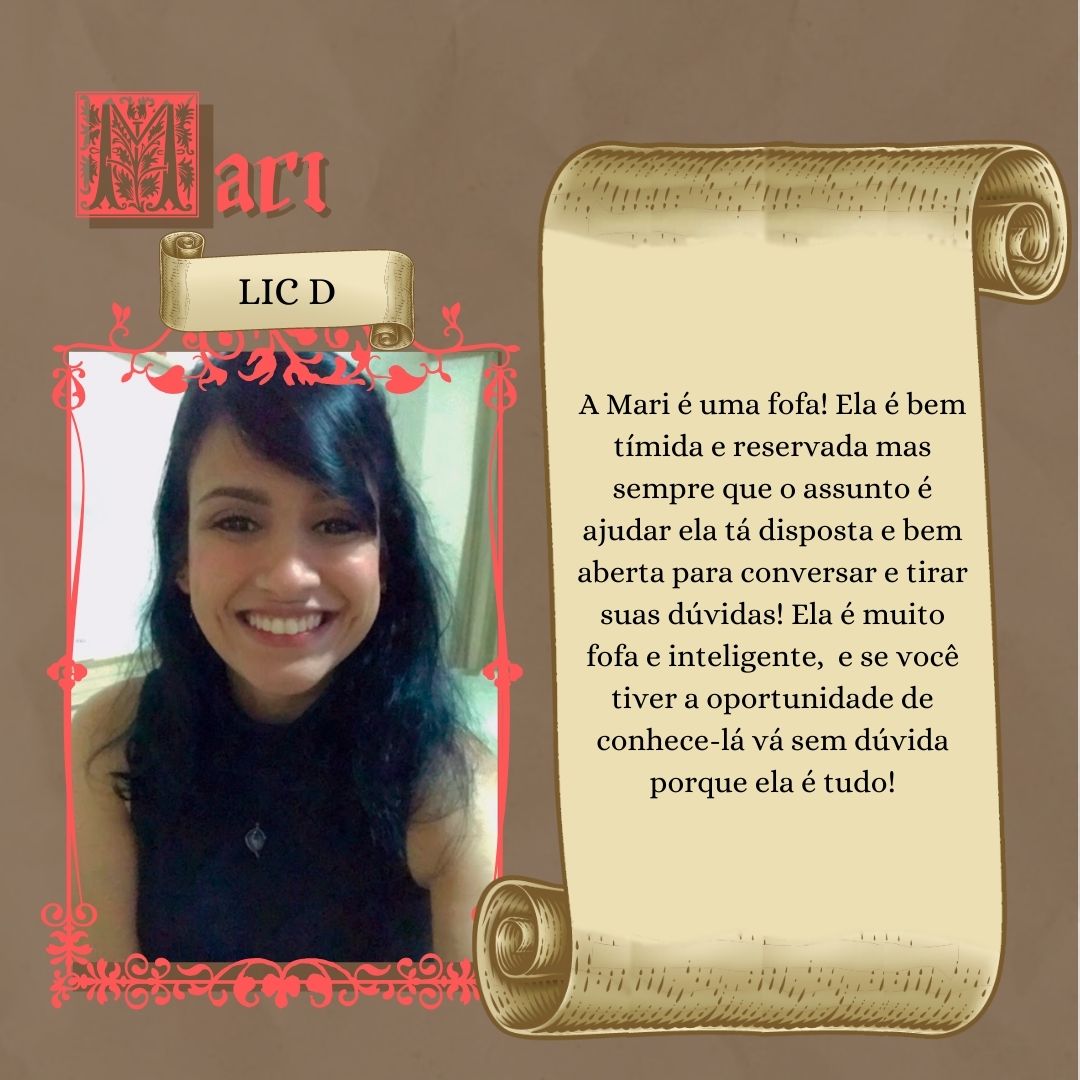 Mari
LIC D
A Mari é uma fofa! Ela é bem
tímida e reservada mas
sempre que o assunto é
ajudar ela tá disposta e bem
aberta para conversar e tirar
suas dúvidas! Ela é muito
fofa e inteligente,  e se você
tiver a oportunidade de
conhece-lá vá sem dúvida
porque ela é tudo!